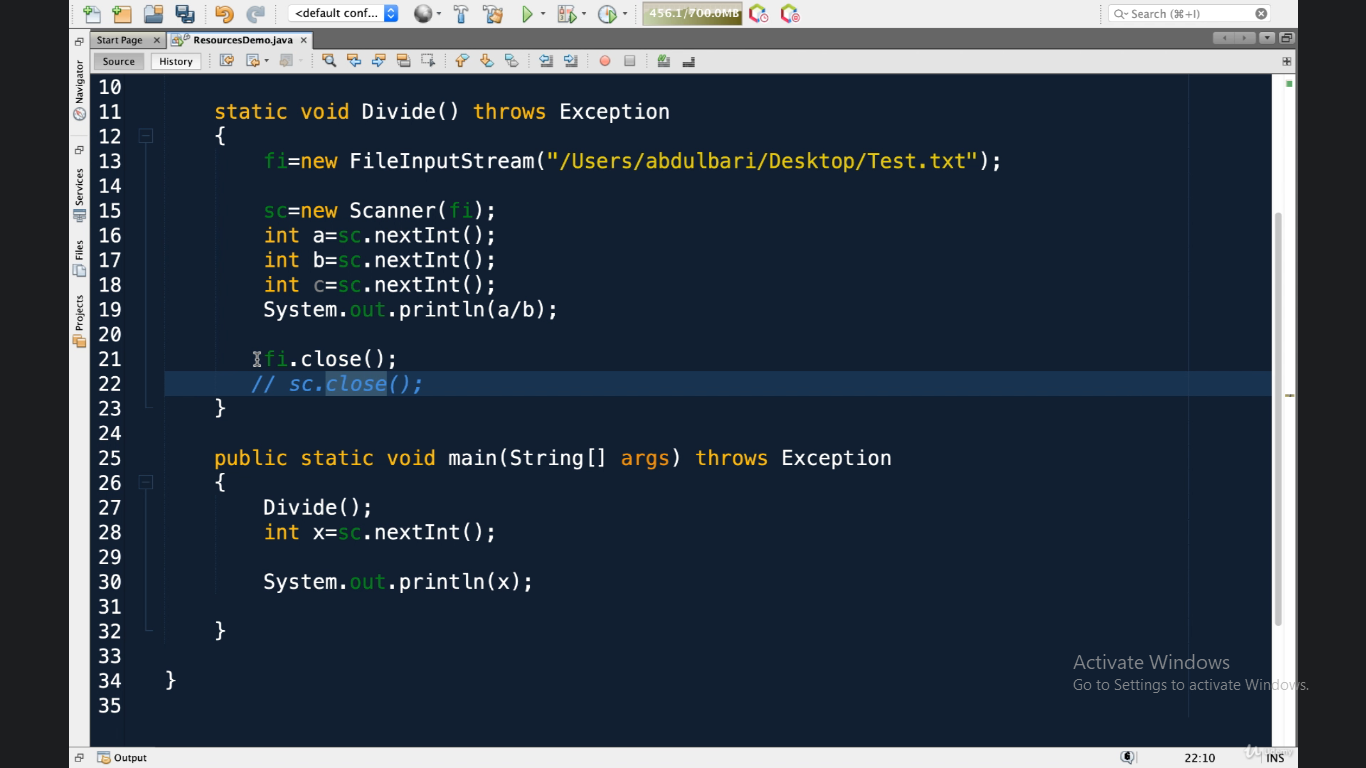 <default conf...
456.1/700.0MB
Search (⌘+I)
Start Page
ResourcesDemo.java
Source
History
Navigator
Services
Files
Projects
10
11 static void Divide() throws Exception
12 {
13 fi=new FileInputStream("/Users/abdulbari/Desktop/Test.txt");
14
15 sc=new Scanner(fi);
16 int a=sc.nextInt();
17 int b=sc.nextInt();
18 int c=sc.nextInt();
19 System.out.println(a/b);
20
21 fi.close();
22 // sc.close();
23 }
24
25 public static void main(String[] args) throws Exception
26 {
27 Divide();
28 int x=sc.nextInt();
29
30 System.out.println(x);
31
32 }
33
34 }
35
Activate Windows
Go to Settings to activate Windows.
Output
6
22:10
INS